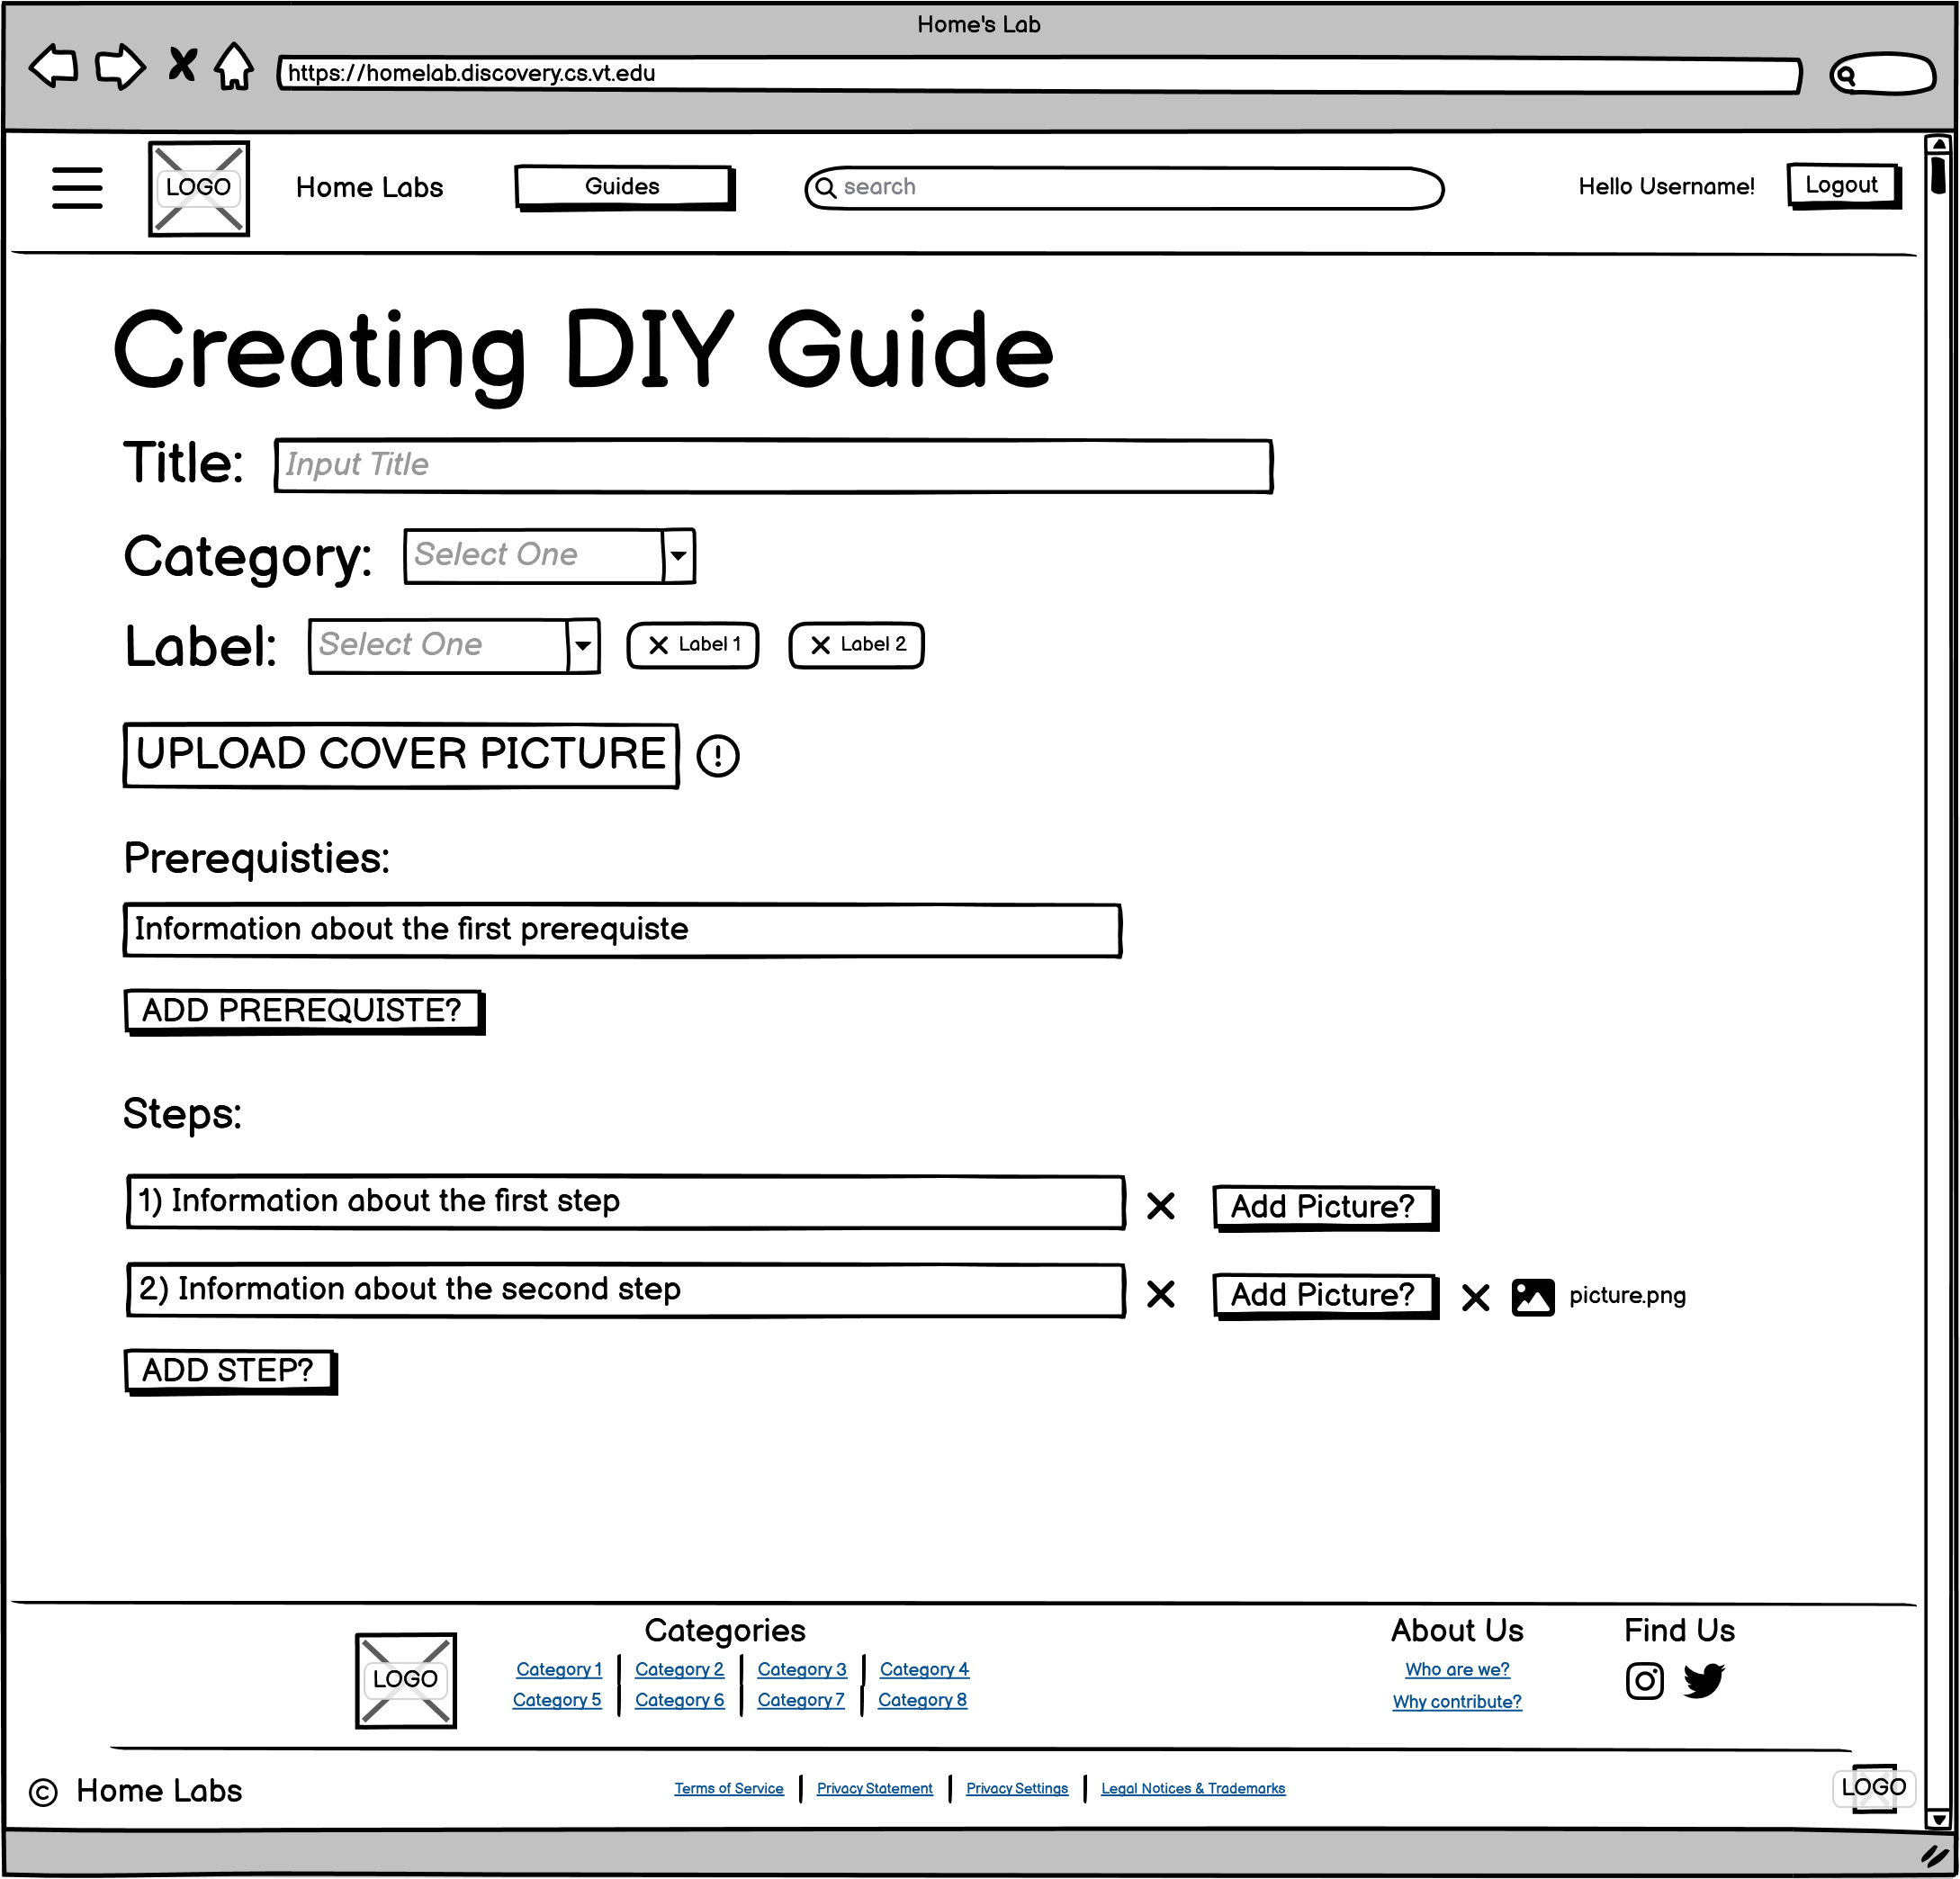 Home's Lab
https://homelab.discovery.cs.vt.edu
LOGO Home Labs Guides search Hello Username! Logout
Creating DIY Guide
Title: Input Title
Category: Select One
Label: Select One Label 1 Label 2
UPLOAD COVER PICTURE
Prerequisties:
Information about the first prerequiste
ADD PREREQUISTE?
Steps:
1) Information about the first step Add Picture?
2) Information about the second step Add Picture? picture.png
ADD STEP?
LOGO
Categories
Category 1 Category 2 Category 3 Category 4
Category 5 Category 6 Category 7 Category 8
About Us
Who are we?
Why contribute?
Find Us
© Home Labs
Terms of Service Privacy Statement Privacy Settings Legal Notices & Trademarks
LOGO